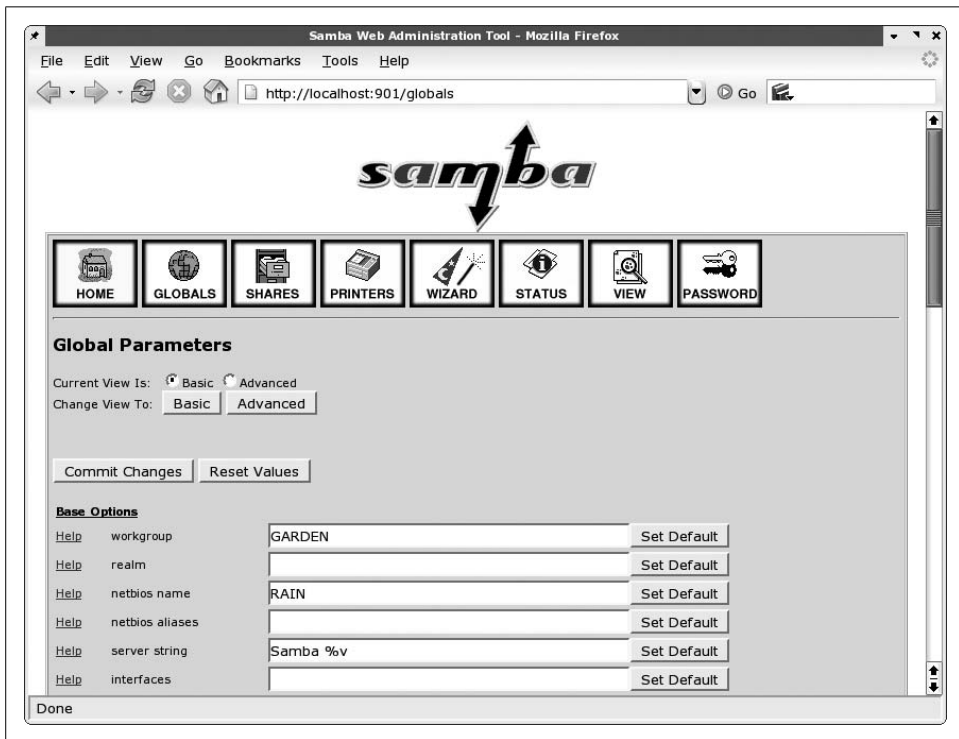 Samba Web Administration Tool - Mozilla Firefox
File Edit View Go Bookmarks Tools Help
http://localhost:901/globals Go
samba
HOME GLOBALS SHARES PRINTERS WIZARD STATUS VIEW PASSWORD
Global Parameters
Current View Is: Basic Advanced
Change View To: Basic Advanced
Commit Changes Reset Values
Base Options
Help workgroup GARDEN Set Default
Help realm Set Default
Help netbios name RAIN Set Default
Help netbios aliases Set Default
Help server string Samba %v Set Default
Help interfaces Set Default
Done